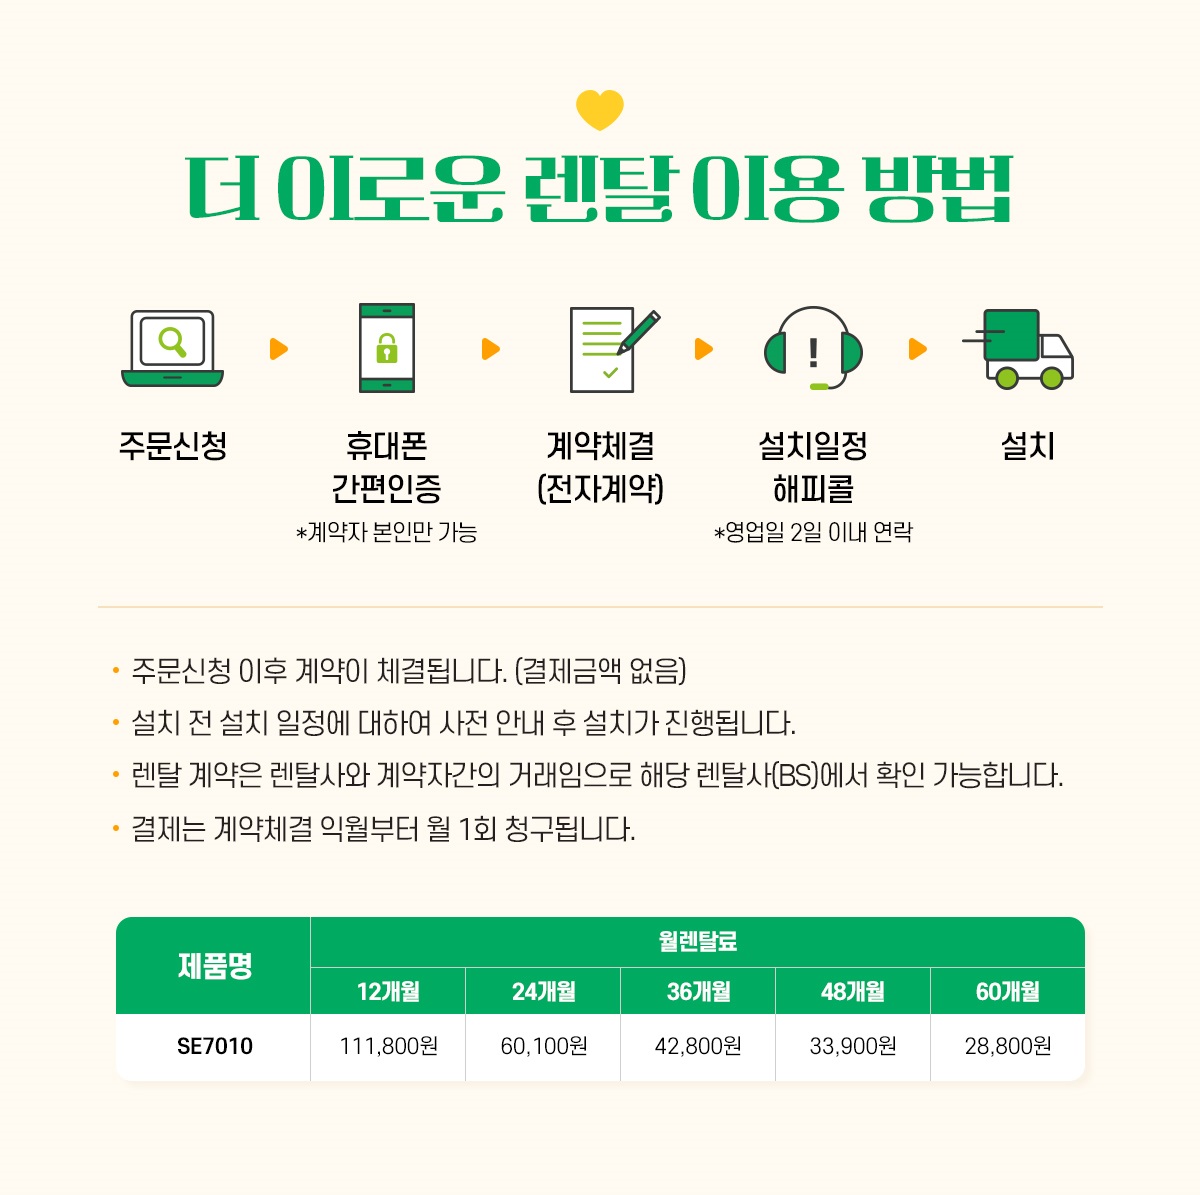 더 이로운 렌탈 이용 방법
주문신청
휴대폰
간편인증
*계약자 본인만 가능
계약체결
(전자계약)
설치일정
해피콜
*영업일 2일 이내 연락
설치
• 주문신청 이후 계약이 체결됩니다. (결제금액 없음)
• 설치 전 설치 일정에 대하여 사전 안내 후 설치가 진행됩니다.
• 렌탈 계약은 렌탈사와 계약자간의 거래임으로 해당 렌탈사(BS)에서 확인 가능합니다.
• 결제는 계약체결 익월부터 월 1회 청구됩니다.
제품명
월렌탈료
12개월 24개월 36개월 48개월 60개월
SE7010 111,800원 60,100원 42,800원 33,900원 28,800원